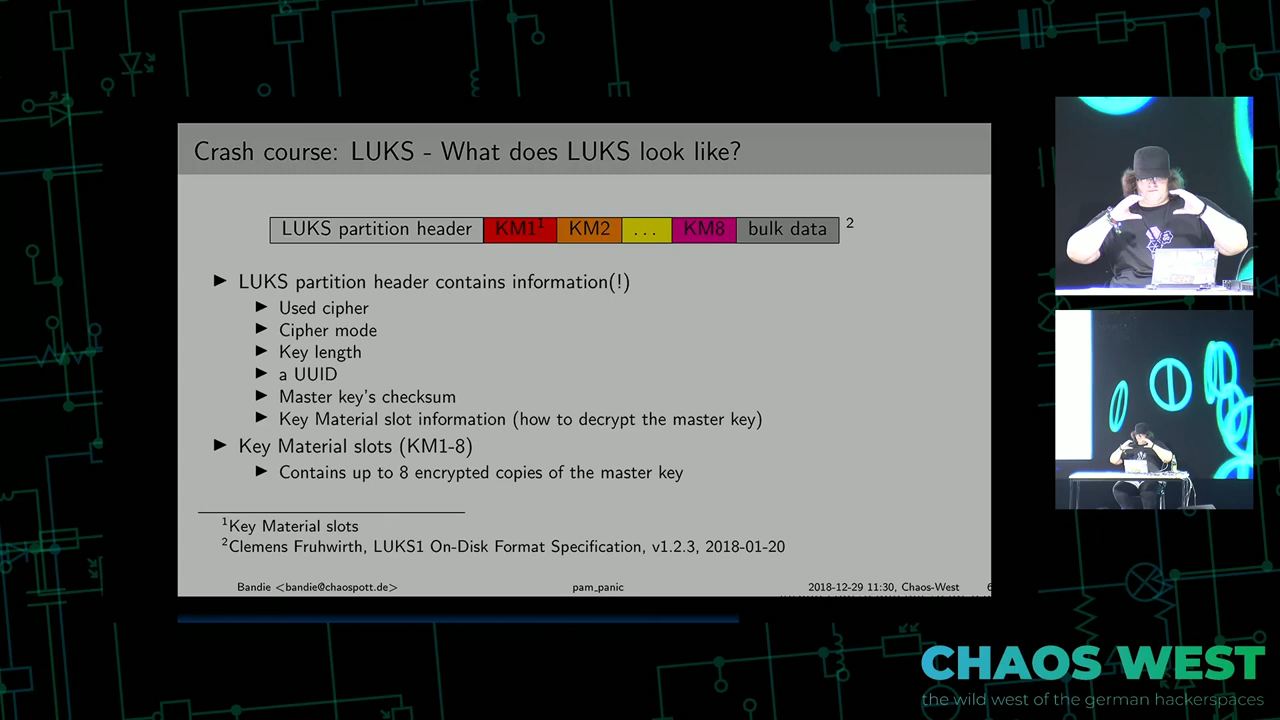 Crash course: LUKS - What does LUKS look like?
LUKS partition header KM1¹ KM2 ... KM8 bulk data ²
▶ LUKS partition header contains information(!)
▶ Used cipher
▶ Cipher mode
▶ Key length
▶ a UUID
▶ Master key's checksum
▶ Key Material slot information (how to decrypt the master key)
▶ Key Material slots (KM1-8)
▶ Contains up to 8 encrypted copies of the master key
¹Key Material slots
²Clemens Fruhwirth, LUKS1 On-Disk Format Specification, v1.2.3, 2018-01-20
Bandie <bandie@chaospott.de> pam_panic 2018-12-29 11:30, Chaos-West 6
CHAOS WEST
the wild west of the german hackerspaces